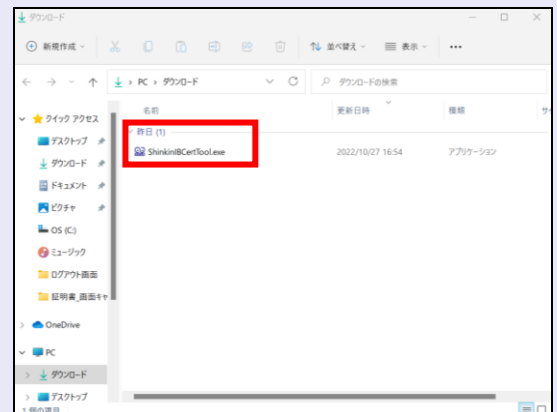 ダウンロード
新規作成
並べ替え
表示
PC > ダウンロード
ダウンロードの検索
名前
更新日時
種類
クイック アクセス
昨日 (1)
デスクトップ
ShinkinIBCertTool.exe
2022/10/27 16:54
アプリケーション
ダウンロード
ドキュメント
ピクチャ
OS (C:)
ミュージック
ログアウト画面
証明書_画面キャ
OneDrive
PC
ダウンロード
デスクトップ
1 個の項目